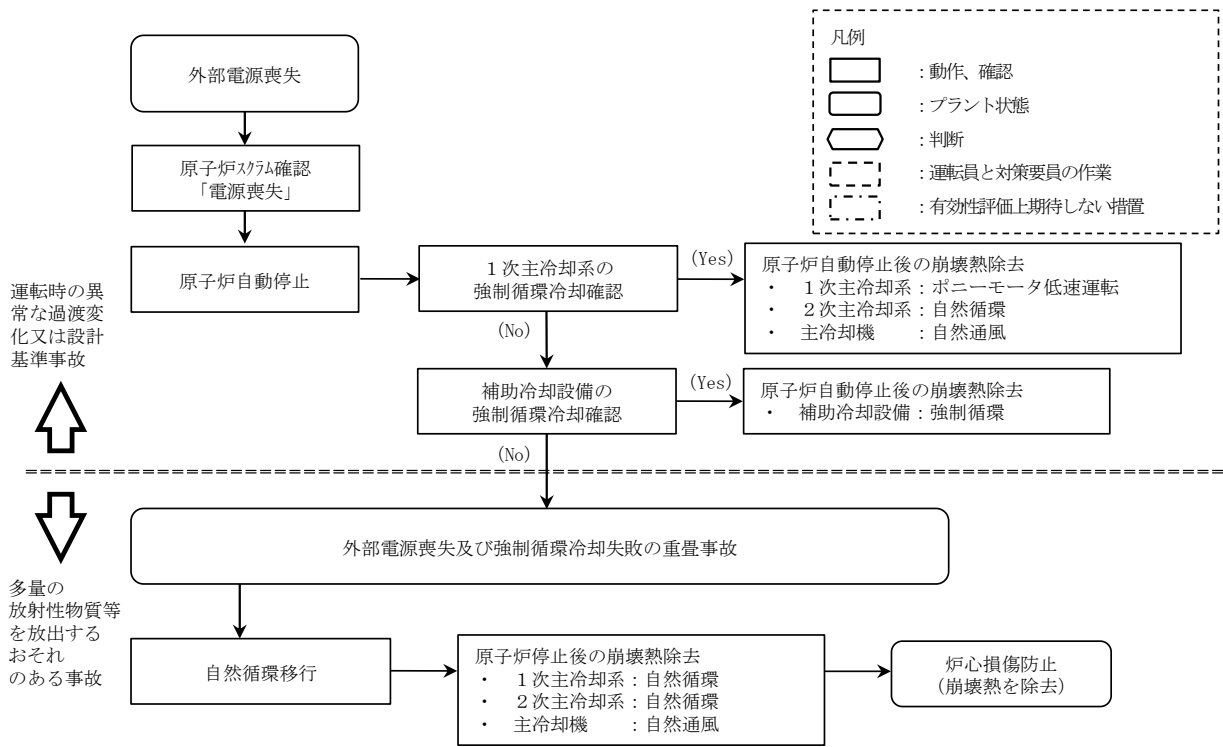 外部電源喪失
原子炉ｽｸﾗﾑ確認
「電源喪失」
原子炉自動停止
１次主冷却系の
強制循環冷却確認
(Yes)
原子炉自動停止後の崩壊熱除去
・ １次主冷却系：ポニーモータ低速運転
・ ２次主冷却系：自然循環
・ 主冷却機　　：自然通風
(No)
補助冷却設備の
強制循環冷却確認
(Yes)
原子炉自動停止後の崩壊熱除去
・ 補助冷却設備：強制循環
(No)
凡例
：動作、確認
：プラント状態
：判断
：運転員と対策要員の作業
：有効性評価上期待しない措置
運転時の異
常な過渡変
化又は設計
基準事故
多量の
放射性物質等
を放出する
おそれ
のある事故
外部電源喪失及び強制循環冷却失敗の重畳事故
自然循環移行
原子炉停止後の崩壊熱除去
・ １次主冷却系：自然循環
・ ２次主冷却系：自然循環
・ 主冷却機　　：自然通風
炉心損傷防止
(崩壊熱を除去)